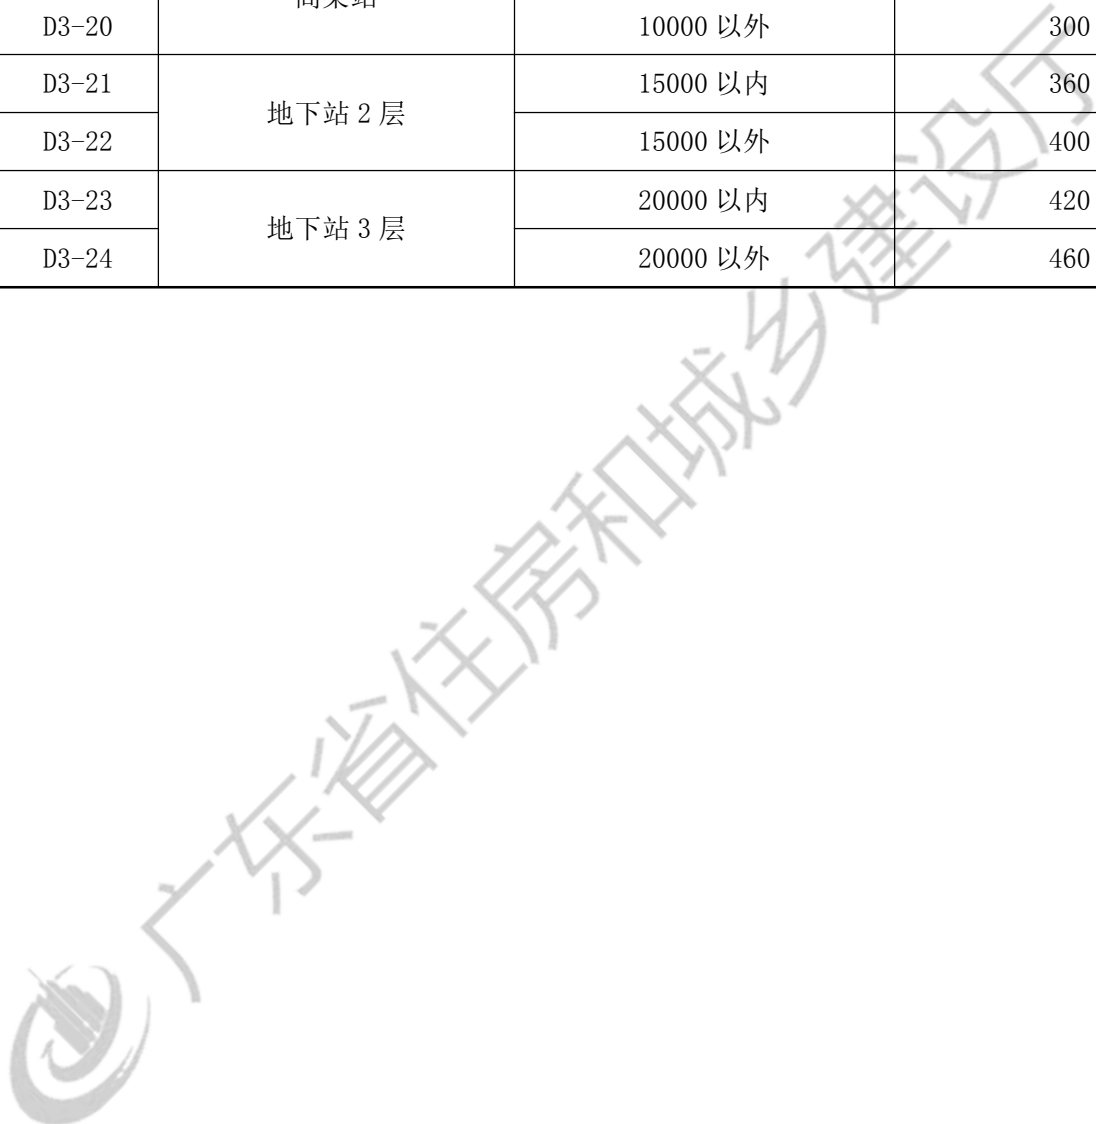 D3-20 10000 以外 300
D3-21 地下站 2 层 15000 以内 360
D3-22 15000 以外 400
D3-23 地下站 3 层 20000 以内 420
D3-24 20000 以外 460
广东省住房和城乡建设厅